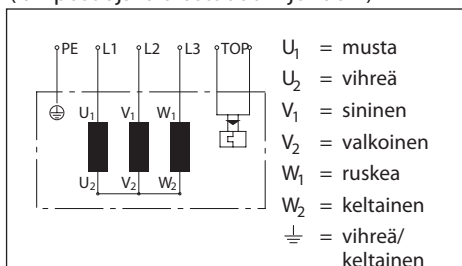 PE L1 L2 L3 TOP
U1 V1 W1
U2 V2 W2
U1 = musta
U2 = vihreä
V1 = sininen
V2 = valkoinen
W1 = ruskea
W2 = keltainen
⏚ = vihreä/
keltainen